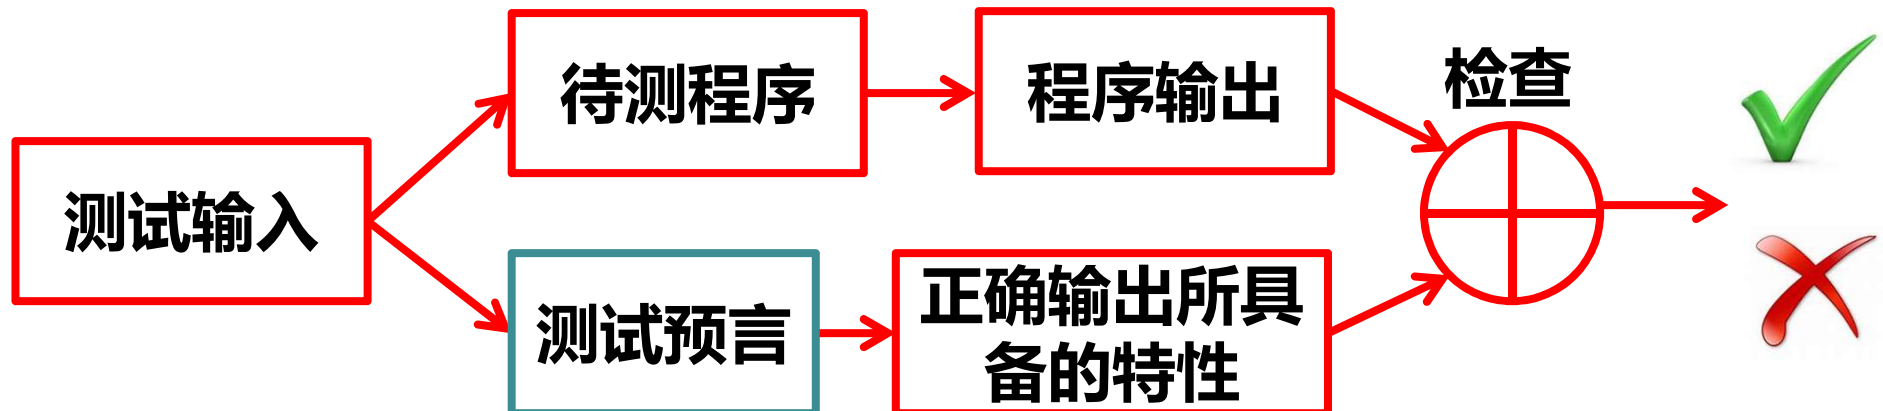 待测程序
程序输出
检查
测试输入
测试预言
正确输出所具
备的特性